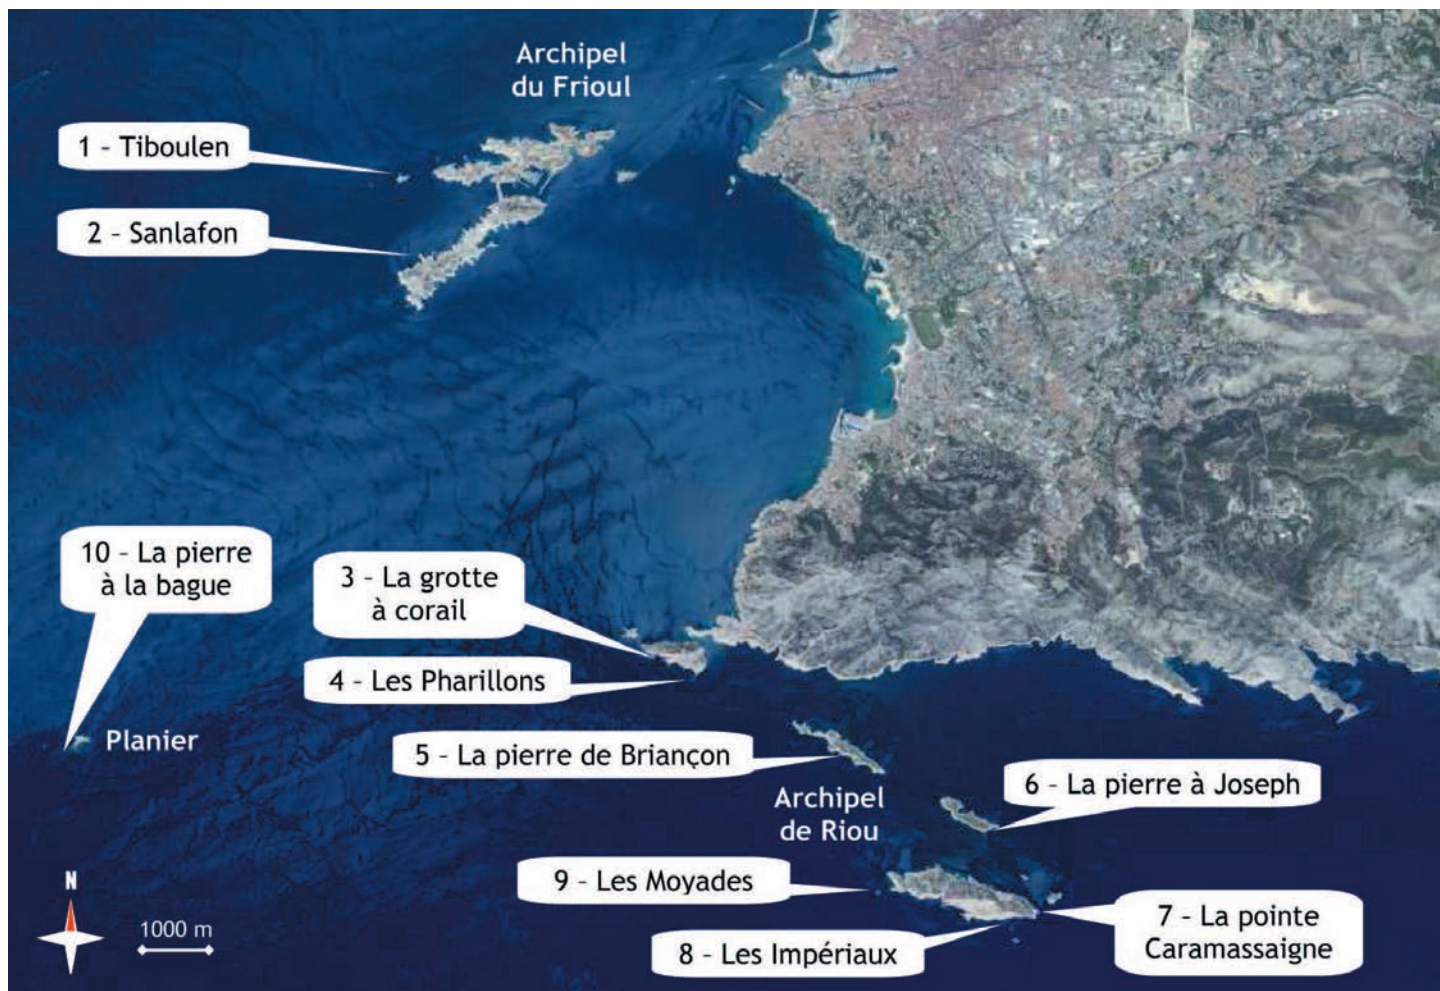 Archipel
du Frioul
1 - Tiboulen
2 - Sanlafon
10 - La pierre
à la bague
3 - La grotte
à corail
4 - Les Pharillons
Planier
5 - La pierre de Briançon
6 - La pierre à Joseph
Archipel
de Riou
9 - Les Moyades
7 - La pointe
Caramassaigne
8 - Les Impériaux
N
1000 m